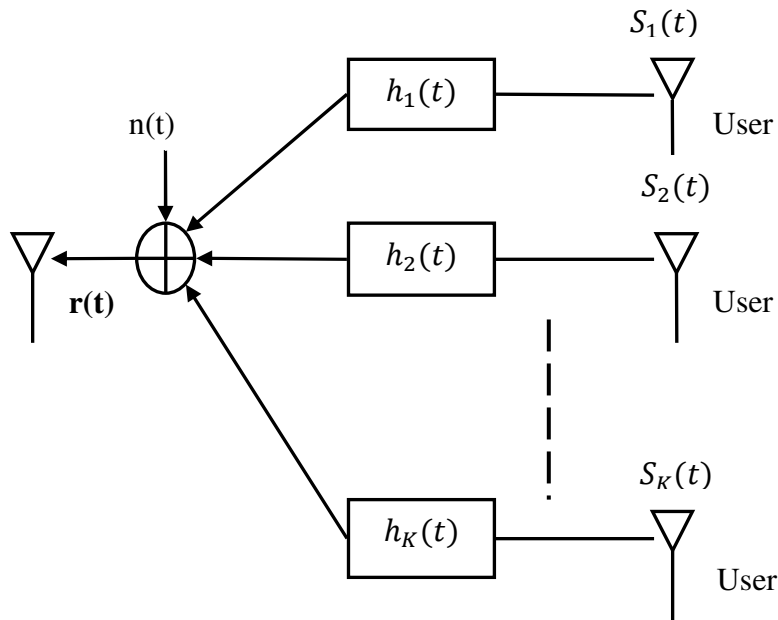 S₁(t)
h₁(t)
User
n(t)
S₂(t)
h₂(t)
r(t)
User
S_K(t)
h_K(t)
User